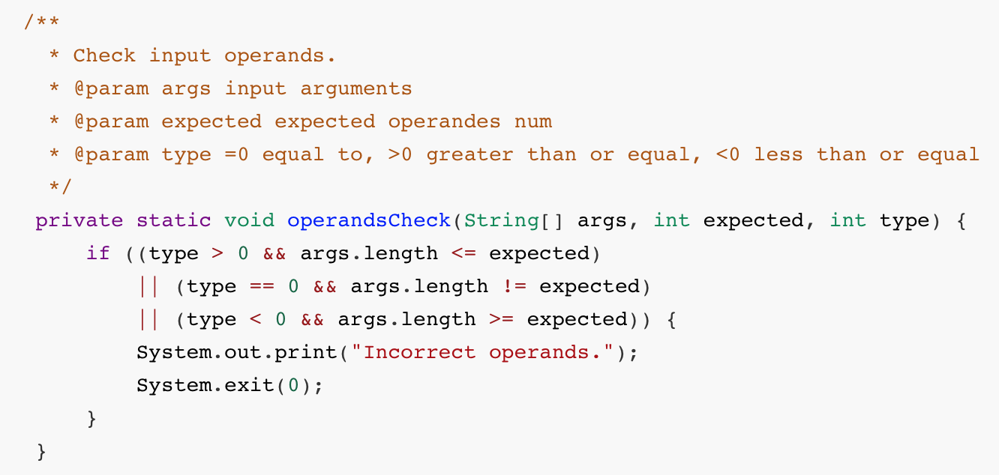 /**
  * Check input operands.
  * @param args input arguments
  * @param expected expected operandes num
  * @param type =0 equal to, >0 greater than or equal, <0 less than or equal
  */
 private static void operandsCheck(String[] args, int expected, int type) {
     if ((type > 0 && args.length <= expected)
         || (type == 0 && args.length != expected)
         || (type < 0 && args.length >= expected)) {
         System.out.print("Incorrect operands.");
         System.exit(0);
     }
 }